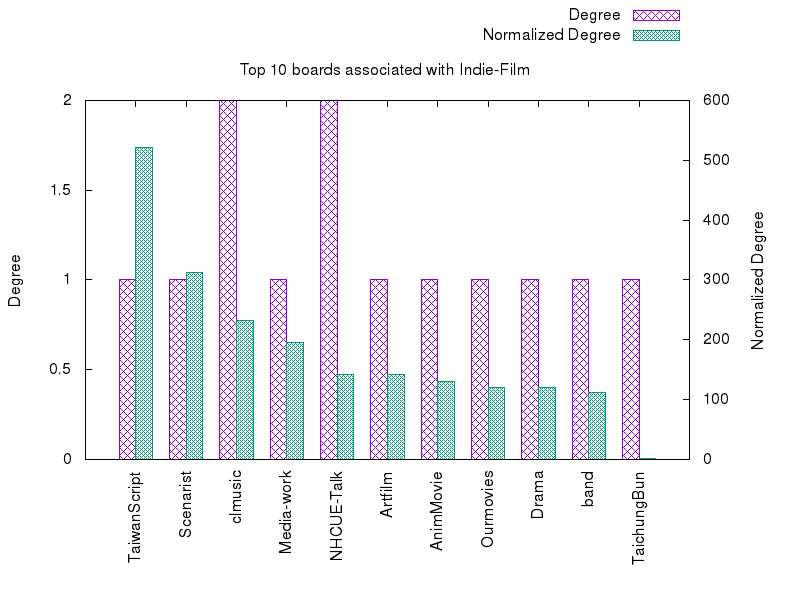 Degree
Normalized Degree
Top 10 boards associated with Indie-Film
2
1.5
1
0.5
0
600
500
400
300
200
100
0
Degree
Normalized Degree
TaiwanScript
Scenarist
clmusic
Media-work
NHCUE-Talk
Artfilm
AnimMovie
Ourmovies
Drama
band
TaichungBun